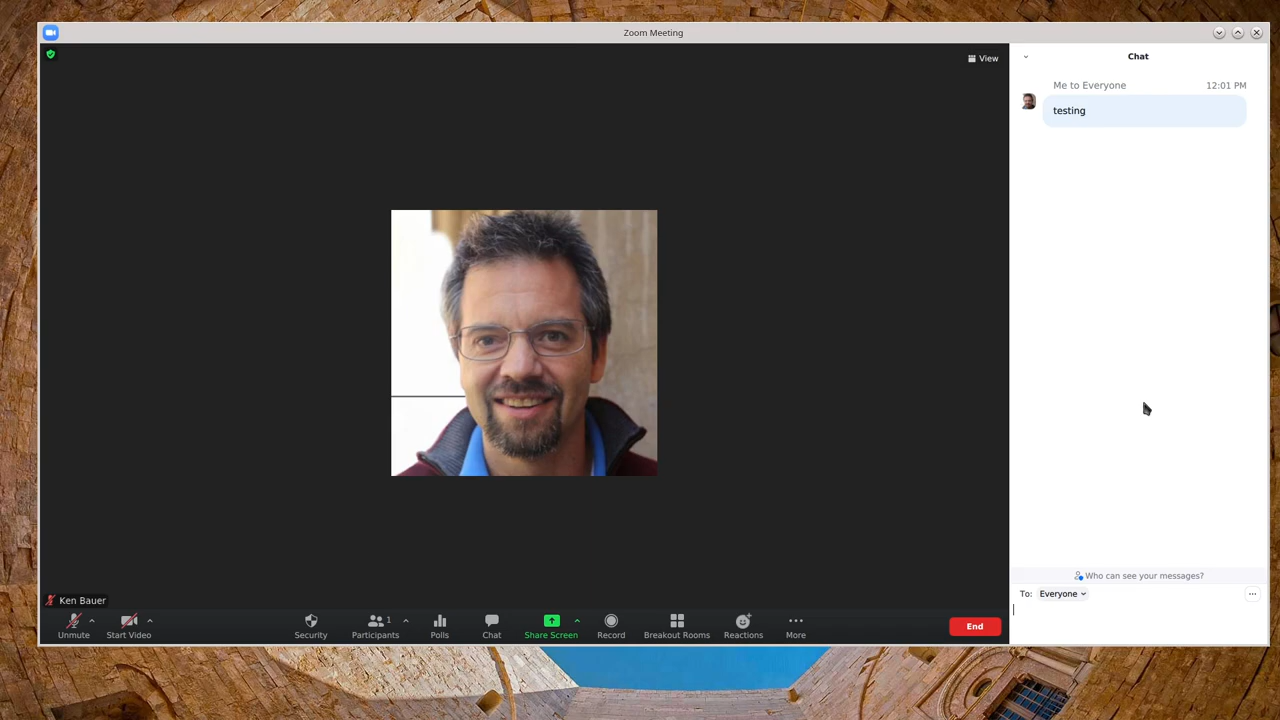 Zoom Meeting
View
Chat
Me to Everyone 12:01 PM
testing
Who can see your messages?
To: Everyone
Ken Bauer
Unmute Start Video Security 1 Participants Polls Chat Share Screen Record Breakout Rooms Reactions More End